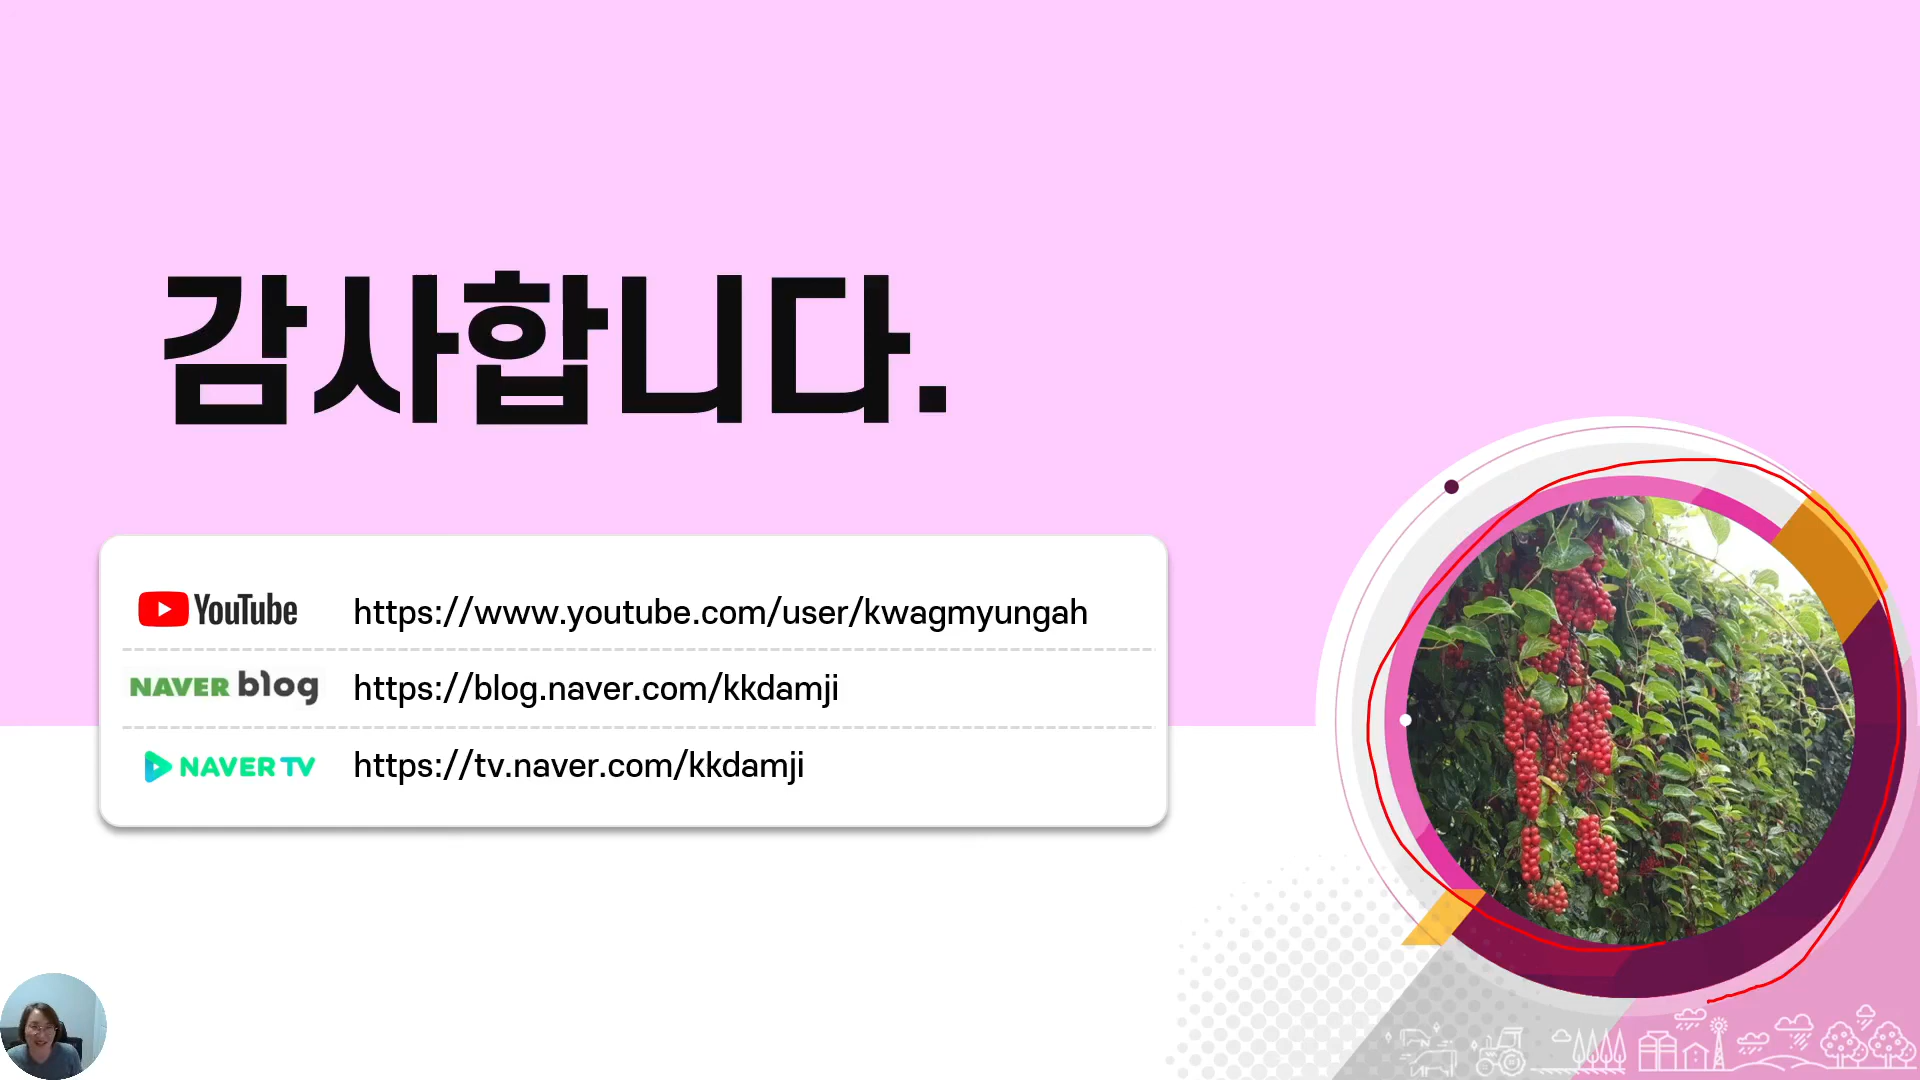 감사합니다.
YouTube https://www.youtube.com/user/kwagmyungah
NAVER blog https://blog.naver.com/kkdamji
NAVER TV https://tv.naver.com/kkdamji